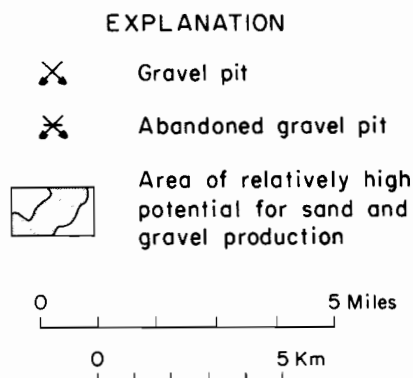 EXPLANATION
Gravel pit
Abandoned gravel pit
Area of relatively high
potential for sand and
gravel production
0 5 Miles
0 5 Km